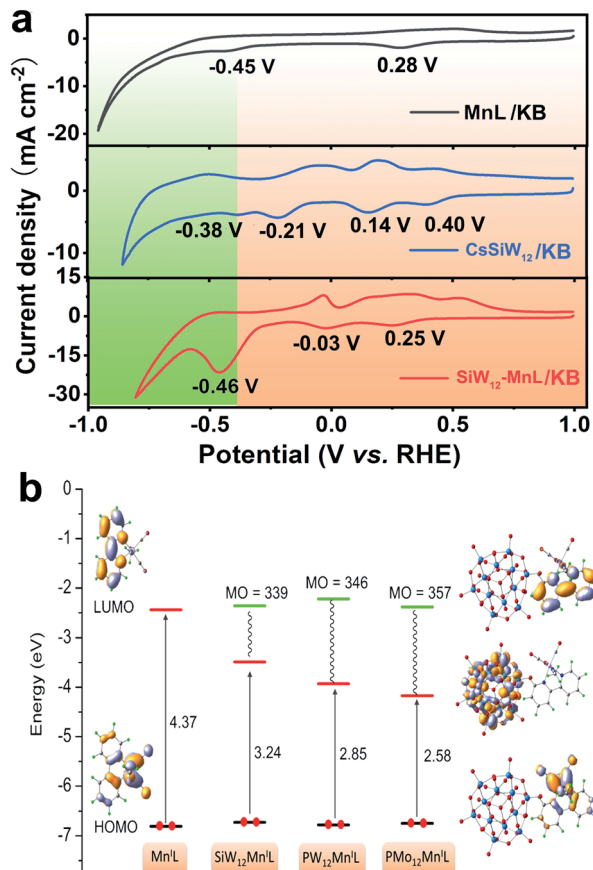 a
Current density (mA cm⁻²)
0
-10
-20
-0.45 V
0.28 V
MnL/KB
0
-10
-0.38 V
-0.21 V
0.14 V
0.40 V
CsSiW₁₂/KB
15
0
-15
-30
-0.46 V
-0.03 V
0.25 V
SiW₁₂-MnL/KB
-1.0
-0.5
0.0
0.5
1.0
Potential (V vs. RHE)
b
Energy (eV)
0
-1
-2
-3
-4
-5
-6
-7
LUMO
HOMO
MO = 339
MO = 346
MO = 357
4.37
3.24
2.85
2.58
MnᴵL
SiW₁₂MnᴵL
PW₁₂MnᴵL
PMo₁₂MnᴵL